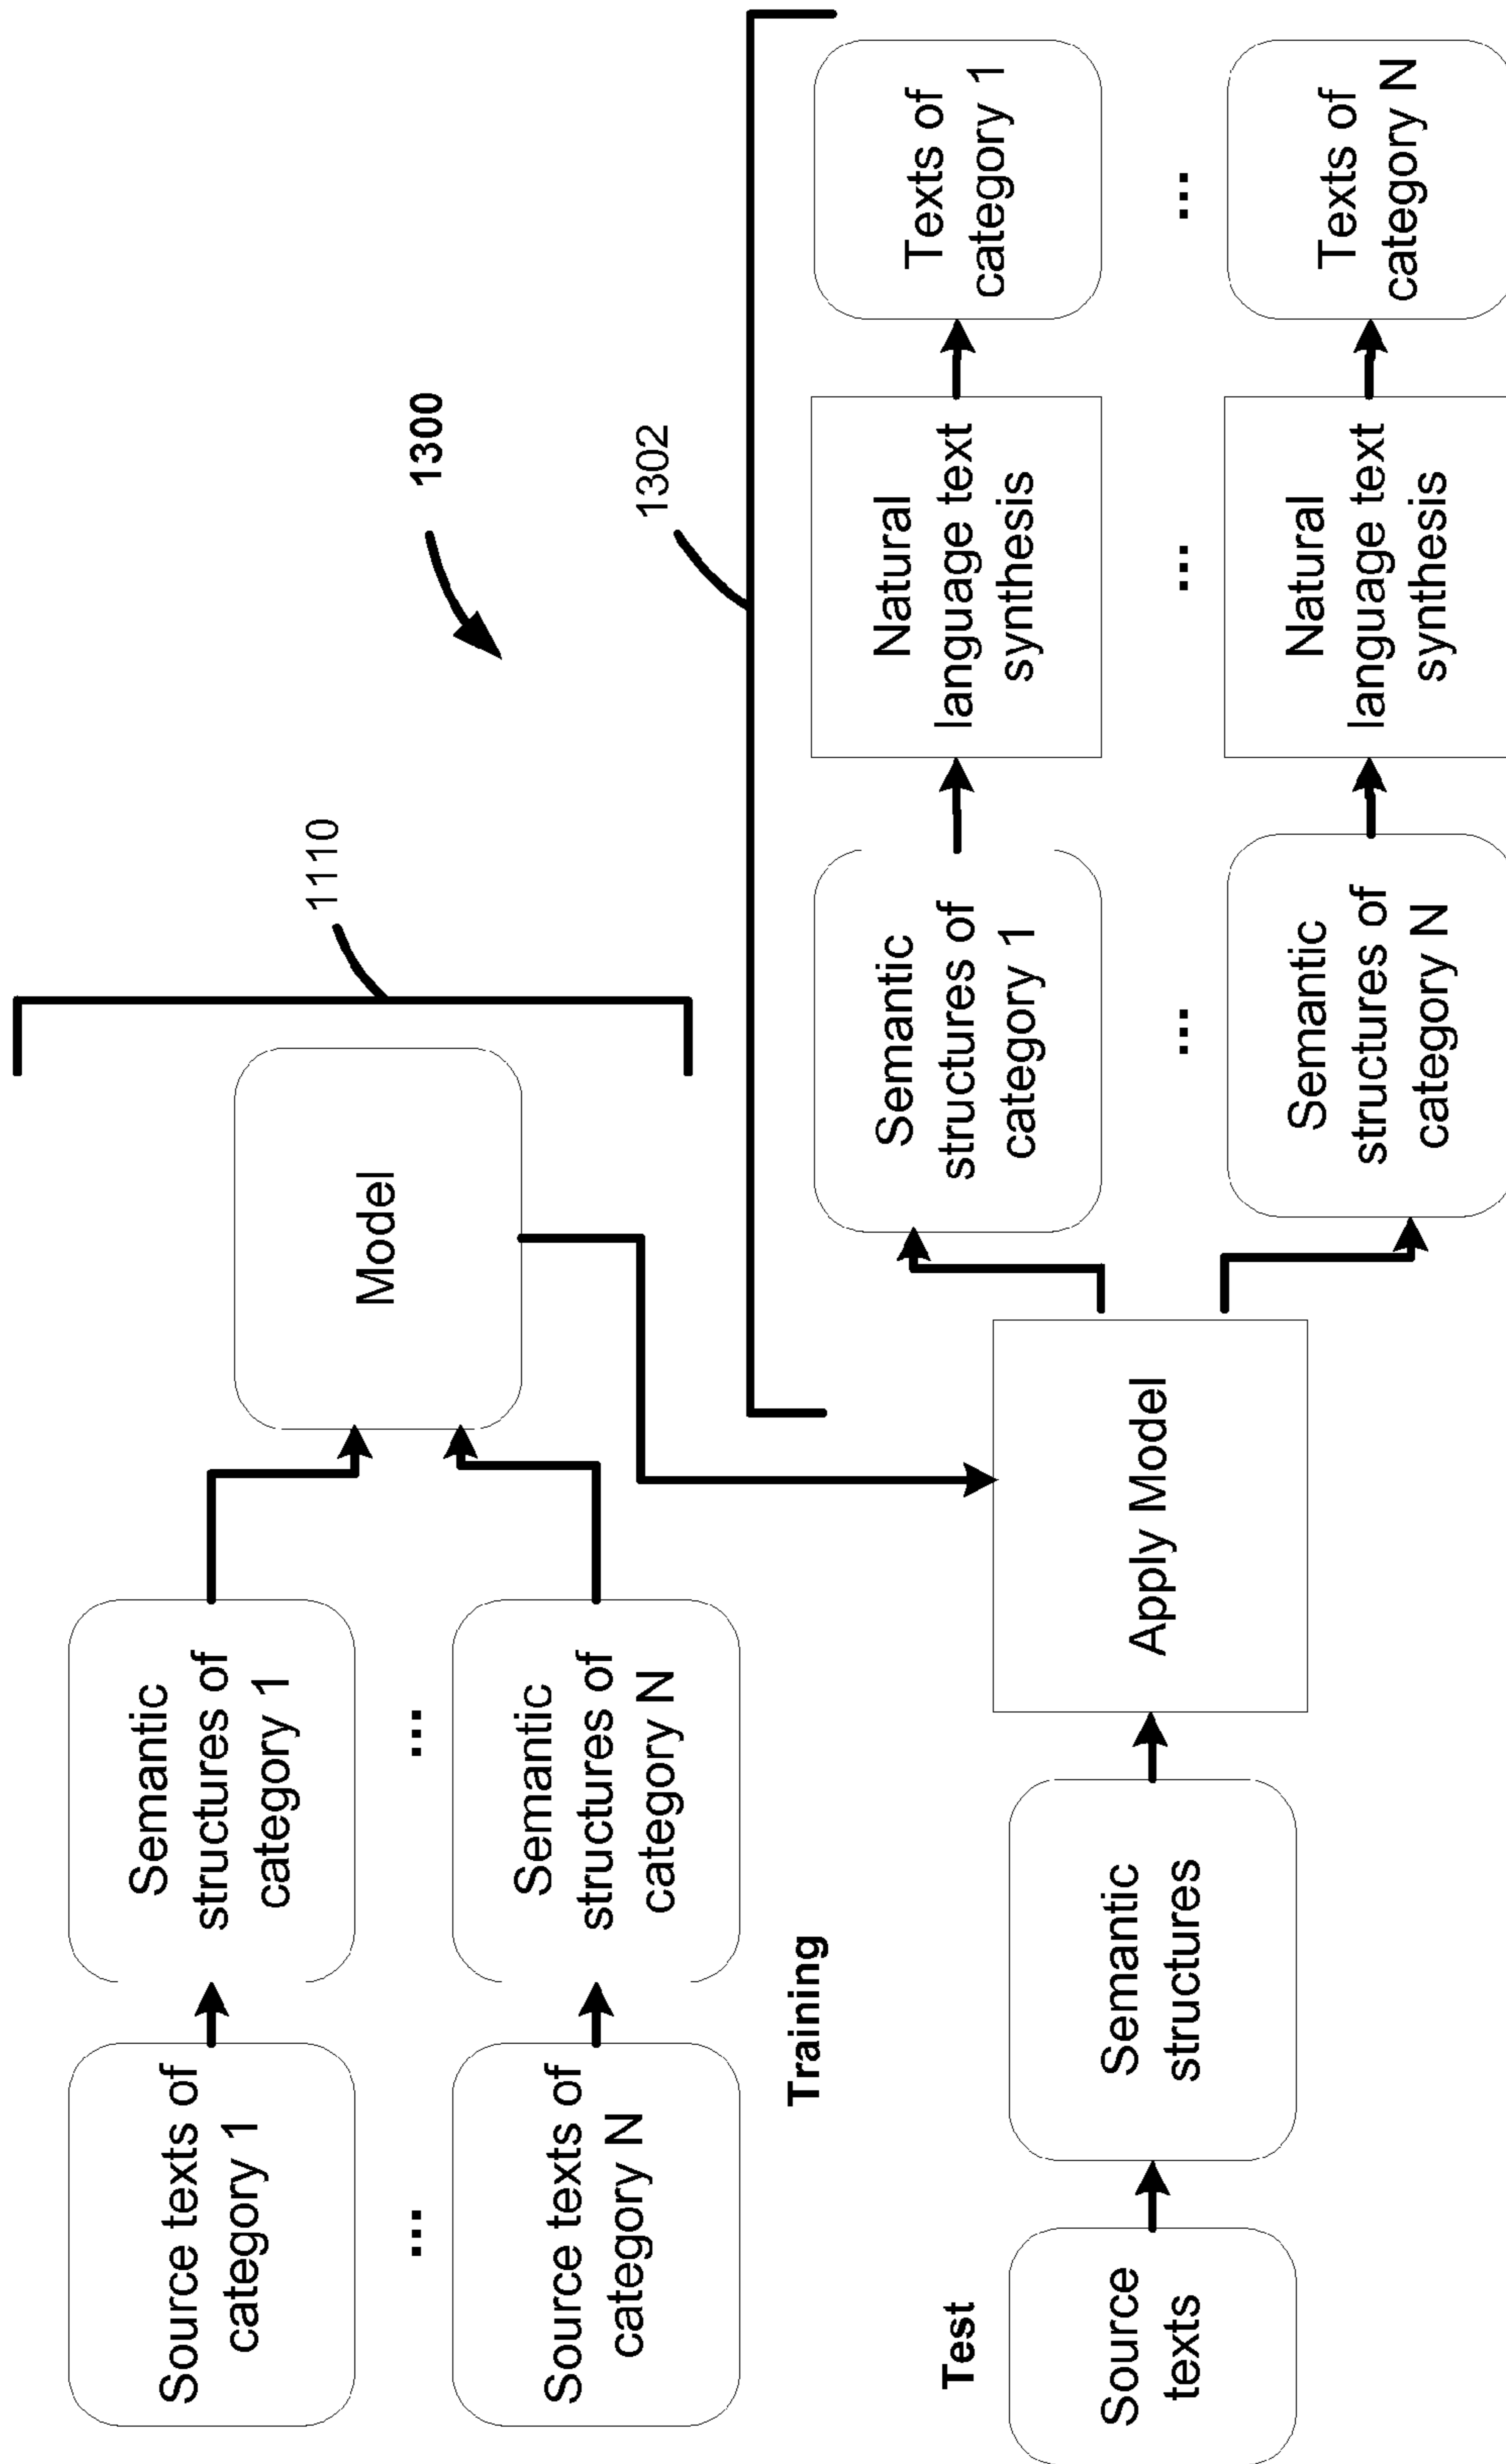 1110
1300
1302
Source texts of
category 1
Semantic
structures of
category 1
...
...
Source texts of
category N
Semantic
structures of
category N
Model
Training
Test
Source
texts
Semantic
structures
Apply Model
Semantic
structures of
category 1
Natural
language text
synthesis
Texts of
category 1
...
...
...
Semantic
structures of
category N
Natural
language text
synthesis
Texts of
category N